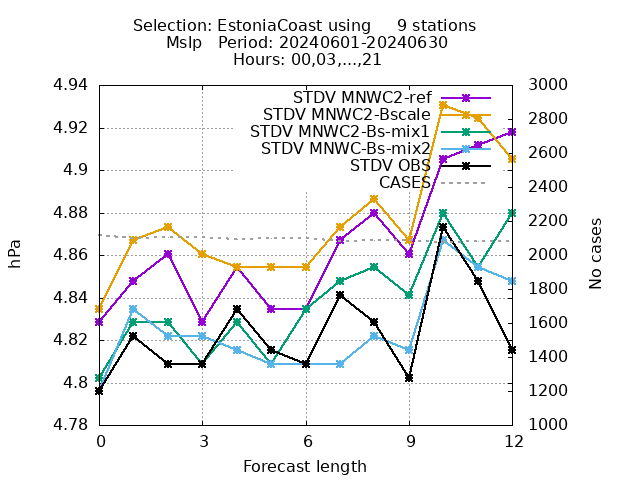 Selection: EstoniaCoast using     9 stations
Mslp   Period: 20240601-20240630
Hours: 00,03,...,21
4.94
4.92
4.9
4.88
4.86
4.84
4.82
4.8
4.78
hPa
STDV MNWC2-ref
STDV MNWC2-Bscale
STDV MNWC2-Bs-mix1
STDV MNWC-Bs-mix2
STDV OBS
CASES
3000
2800
2600
2400
2200
2000
1800
1600
1400
1200
1000
No cases
0 3 6 9 12
Forecast length